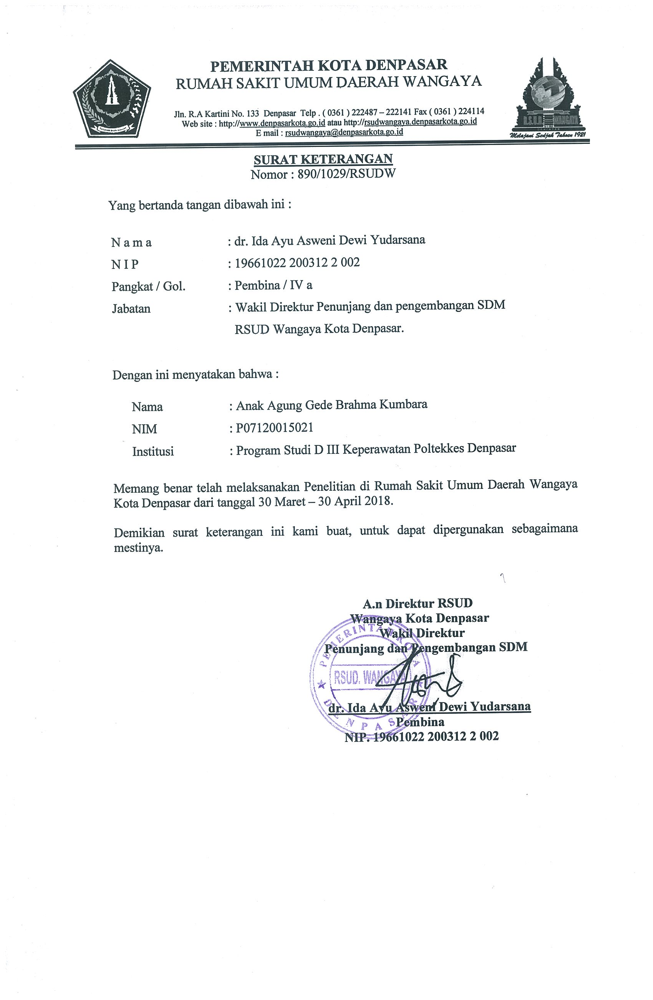 PEMERINTAH KOTA DENPASAR
RUMAH SAKIT UMUM DAERAH WANGAYA
Jln. R.A Kartini No. 133 Denpasar Telp . ( 0361 ) 222487 – 222141 Fax ( 0361 ) 224114
Web site : http://www.denpasarkota.go.id atau http://rsudwangaya.denpasarkota.go.id
E mail : rsudwangaya@denpasarkota.go.id
R.S.U.D WANGAYA
Melajani Sedjak Tahoen 1921
SURAT KETERANGAN
Nomor : 890/1029/RSUDW
Yang bertanda tangan dibawah ini :
N a m a : dr. Ida Ayu Asweni Dewi Yudarsana
N I P : 19661022 200312 2 002
Pangkat / Gol. : Pembina / IV a
Jabatan : Wakil Direktur Penunjang dan pengembangan SDM
RSUD Wangaya Kota Denpasar.
Dengan ini menyatakan bahwa :
Nama : Anak Agung Gede Brahma Kumbara
NIM : P07120015021
Institusi : Program Studi D III Keperawatan Poltekkes Denpasar
Memang benar telah melaksanakan Penelitian di Rumah Sakit Umum Daerah Wangaya
Kota Denpasar dari tanggal 30 Maret – 30 April 2018.
Demikian surat keterangan ini kami buat, untuk dapat dipergunakan sebagaimana
mestinya.
A.n Direktur RSUD
Wangaya Kota Denpasar
Wakil Direktur
Penunjang dan Pengembangan SDM
PEMERINTAH KOTA
RSUD. WANGAYA
DENPASAR
dr. Ida Ayu Asweni Dewi Yudarsana
Pembina
NIP. 19661022 200312 2 002